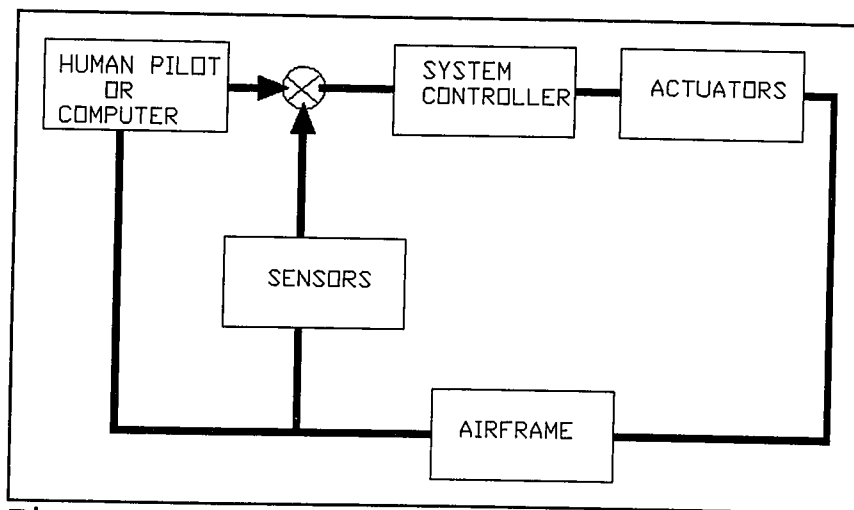 HUMAN PILOT
OR
COMPUTER
SYSTEM
CONTROLLER
ACTUATORS
SENSORS
AIRFRAME